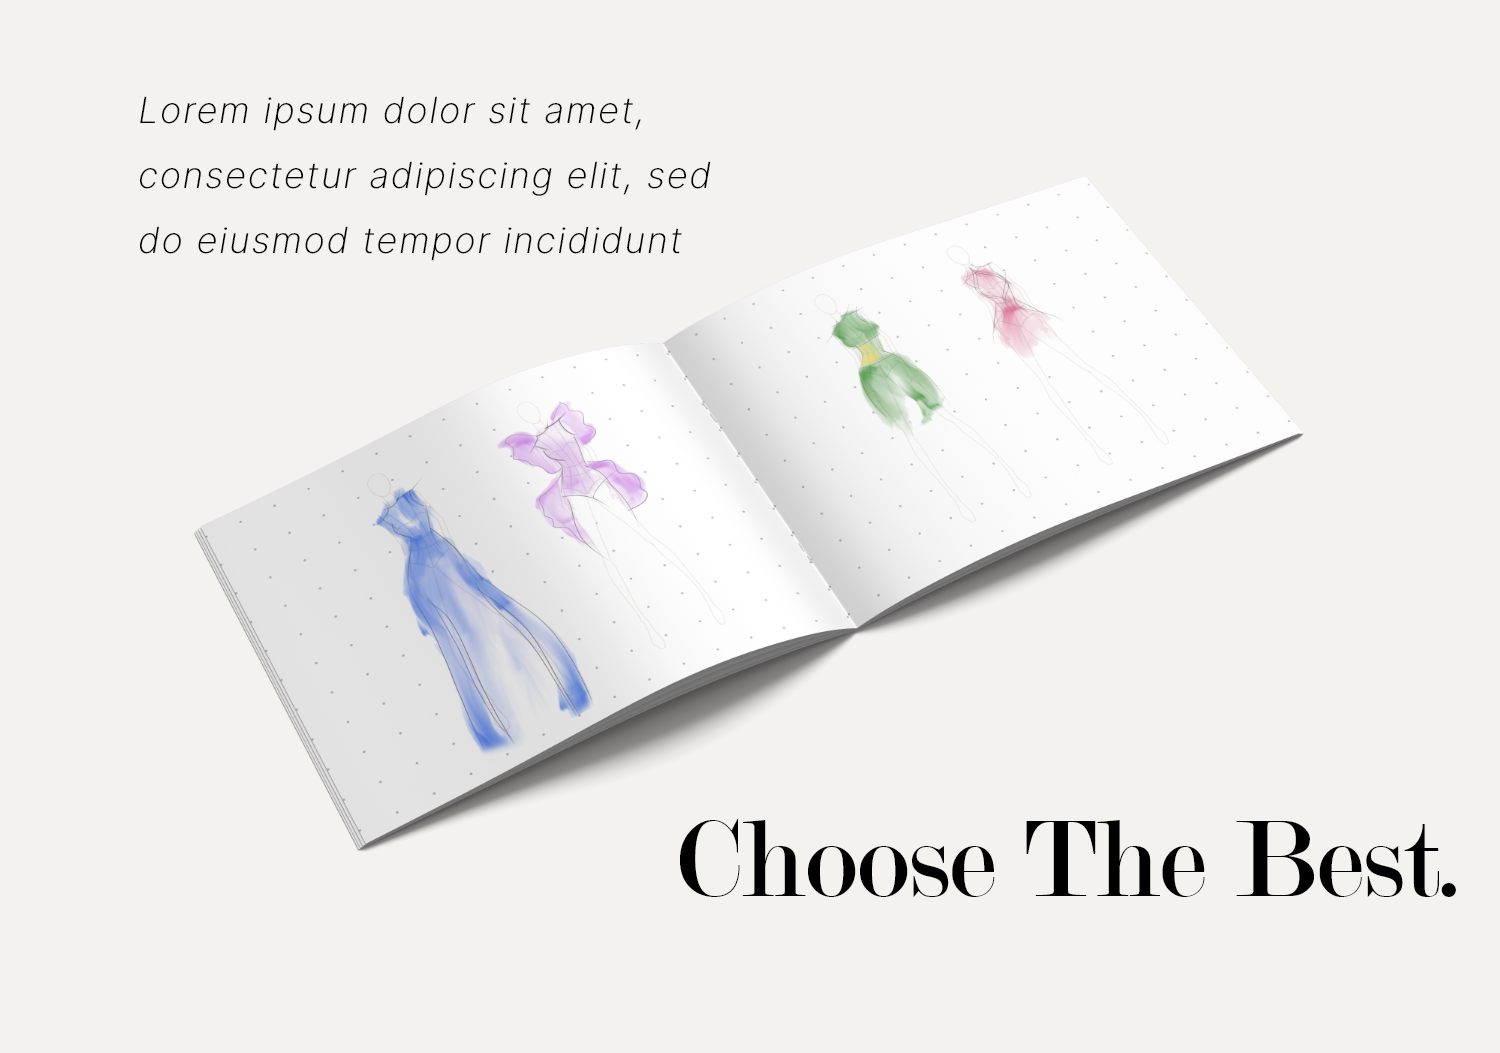 Lorem ipsum dolor sit amet,
consectetur adipiscing elit, sed
do eiusmod tempor incididunt
Choose The Best.